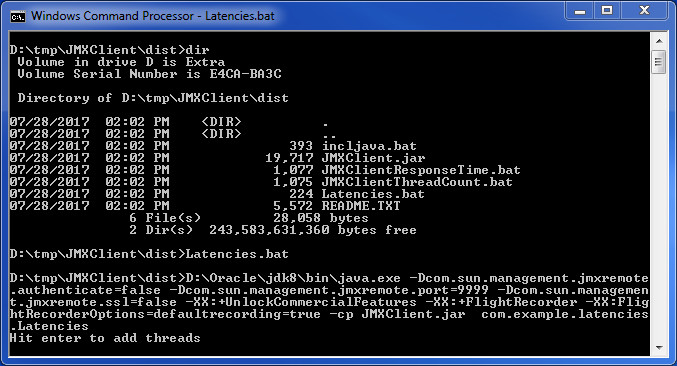 Windows Command Processor - Latencies.bat
D:\tmp\JMXClient\dist>dir
 Volume in drive D is Extra
 Volume Serial Number is E4CA-BA3C
 Directory of D:\tmp\JMXClient\dist
07/28/2017  02:02 PM    <DIR>          .
07/28/2017  02:02 PM    <DIR>          ..
07/28/2017  02:02 PM               393 incljava.bat
07/28/2017  02:02 PM            19,717 JMXClient.jar
07/28/2017  02:02 PM             1,077 JMXClientResponseTime.bat
07/28/2017  02:02 PM             1,075 JMXClientThreadCount.bat
07/28/2017  02:02 PM               224 Latencies.bat
07/28/2017  02:02 PM             5,572 README.TXT
               6 File(s)         28,058 bytes
               2 Dir(s)  243,583,631,360 bytes free
D:\tmp\JMXClient\dist>Latencies.bat
D:\tmp\JMXClient\dist>D:\Oracle\jdk8\bin\java.exe -Dcom.sun.management.jmxremote
.authenticate=false -Dcom.sun.management.jmxremote.port=9999 -Dcom.sun.managemen
t.jmxremote.ssl=false -XX:+UnlockCommercialFeatures -XX:+FlightRecorder -XX:Flig
htRecorderOptions=defaultrecording=true -cp JMXClient.jar  com.example.latencies
.Latencies
Hit enter to add threads